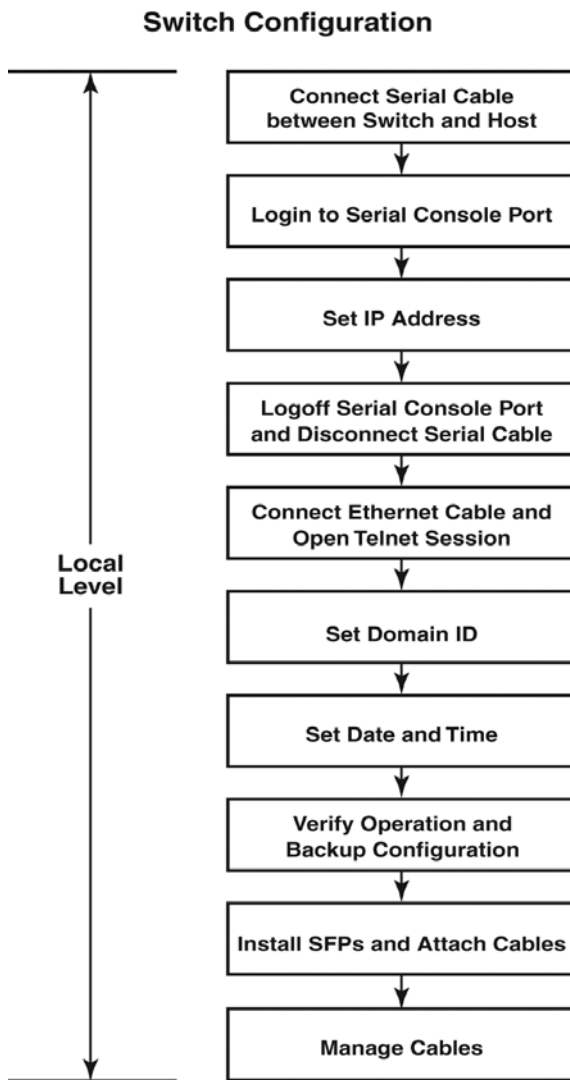 Switch Configuration
Connect Serial Cable
between Switch and Host
Login to Serial Console Port
Set IP Address
Logoff Serial Console Port
and Disconnect Serial Cable
Connect Ethernet Cable and
Open Telnet Session
Local
Level
Set Domain ID
Set Date and Time
Verify Operation and
Backup Configuration
Install SFPs and Attach Cables
Manage Cables